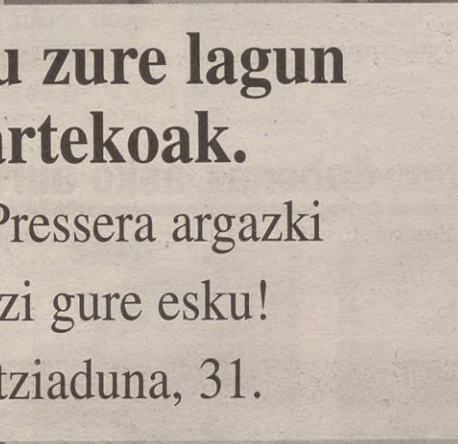 u zure lagun
artekoak.
Pressera argazki
zi gure esku!
tziaduna, 31.